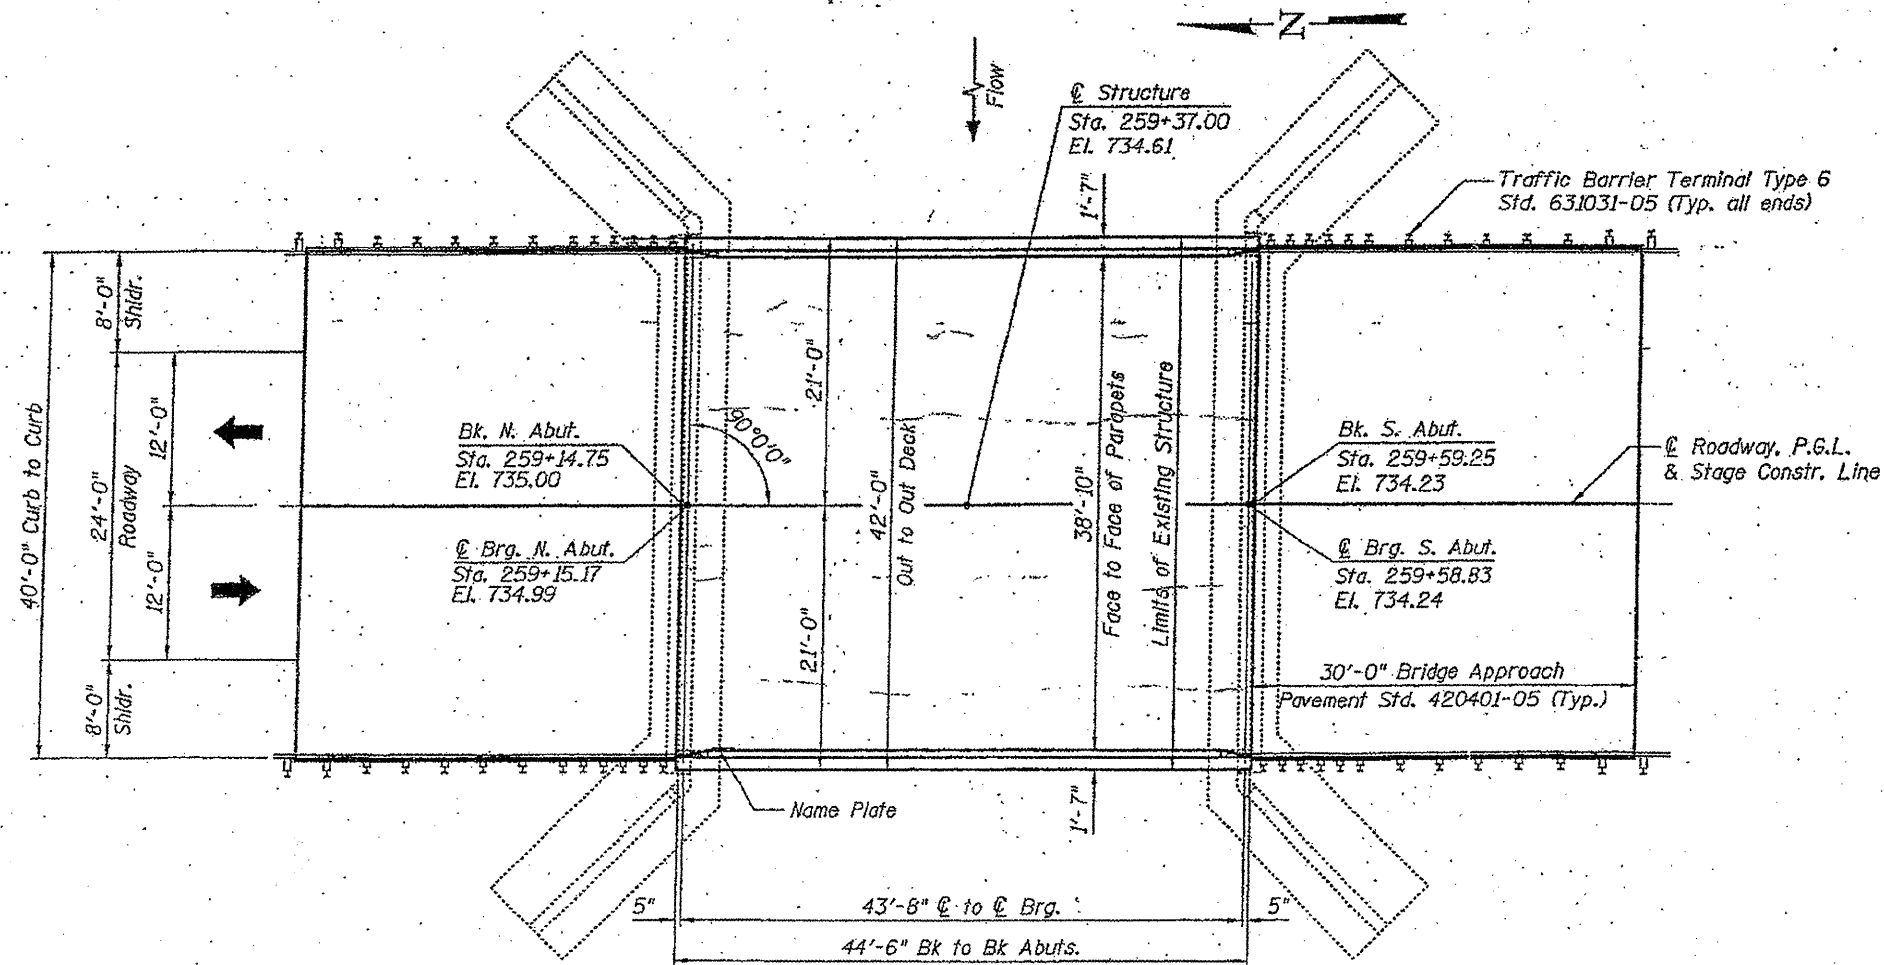 N
Flow
℄ Structure
Sta. 259+37.00
El. 734.61
1'-7"
Traffic Barrier Terminal Type 6
Std. 631031-05 (Typ. all ends)
8'-0"
Shldr.
40'-0" Curb to Curb
24'-0"
Roadway
12'-0"
12'-0"
8'-0"
Shldr.
Bk. N. Abut.
Sta. 259+14.75
El. 735.00
℄ Brg. N. Abut.
Sta. 259+15.17
El. 734.99
90°0'0"
21'-0"
21'-0"
42'-0"
Out to Out Deck
38'-10"
Face to Face of Parapets
Limits of Existing Structure
Bk. S. Abut.
Sta. 259+59.25
El. 734.23
℄ Brg. S. Abut.
Sta. 259+58.83
El. 734.24
℄ Roadway, P.G.L.
& Stage Constr. Line
30'-0" Bridge Approach
Pavement Std. 420401-05 (Typ.)
Name Plate
1'-7"
5"
43'-8" ℄ to ℄ Brg.
5"
44'-6" Bk to Bk Abuts.